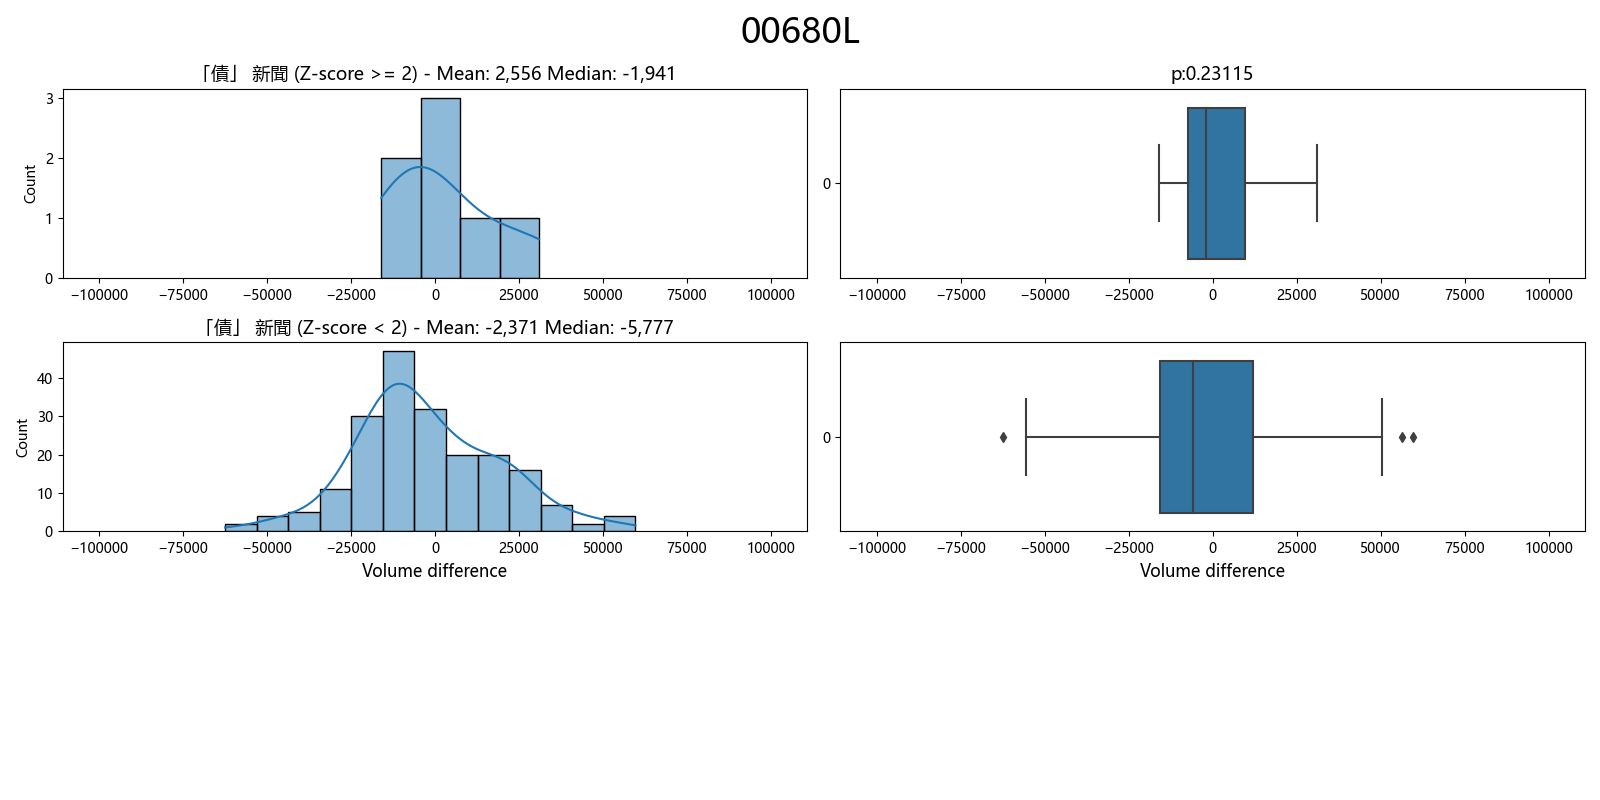 00680L
「債」 新聞 (Z-score >= 2) - Mean: 2,556 Median: -1,941
p:0.23115
Count
3
2
1
0
−100000 −75000 −50000 −25000 0 25000 50000 75000 100000
0
−100000 −75000 −50000 −25000 0 25000 50000 75000 100000
「債」 新聞 (Z-score < 2) - Mean: -2,371 Median: -5,777
Count
40
30
20
10
0
−100000 −75000 −50000 −25000 0 25000 50000 75000 100000
Volume difference
0
−100000 −75000 −50000 −25000 0 25000 50000 75000 100000
Volume difference